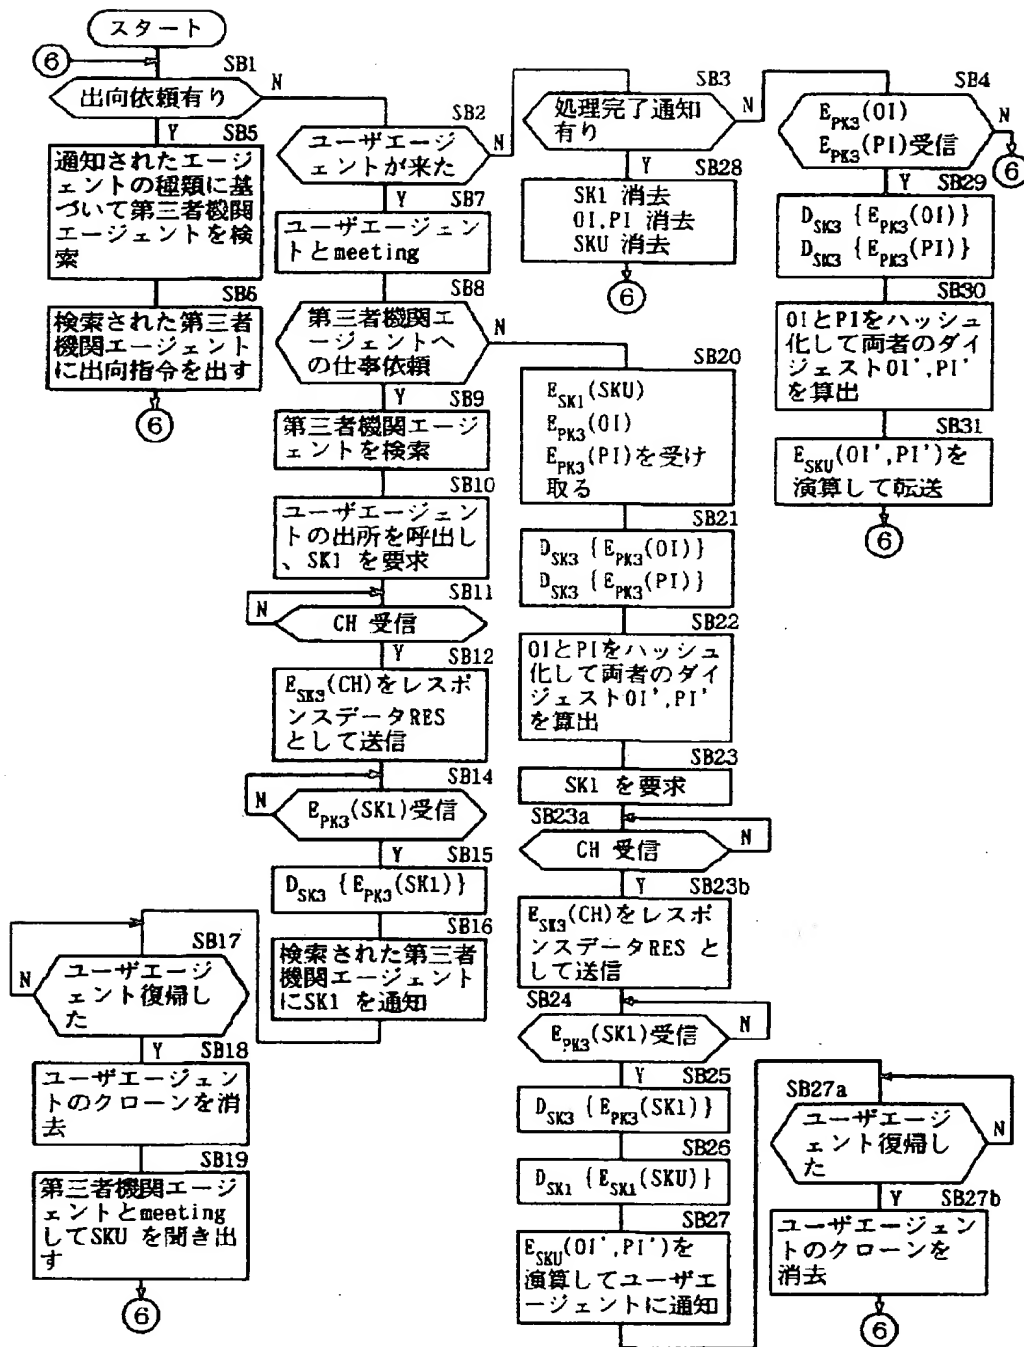 スタート
⑥
SB1
出向依頼有り
N
Y
SB5
通知されたエージ
ェントの種類に基
づいて第三者機関
エージェントを検
索
SB6
検索された第三者
機関エージェント
に出向指令を出す
⑥
SB2
ユーザエージ
ェントが来た
N
Y
SB7
ユーザエージェン
トとmeeting
SB8
第三者機関エ
ージェントへ
の仕事依頼
N
Y
SB9
第三者機関エージ
ェントを検索
SB10
ユーザエージェン
トの出所を呼出し
、SK1 を要求
SB11
N
CH 受信
Y
SB12
E_SK3(CH)をレスポ
ンスデータRES
として送信
SB14
N
E_PK3(SK1)受信
Y
SB15
D_SK3 {E_PK3(SK1)}
SB16
検索された第三者
機関エージェント
にSK1 を通知
SB17
N
ユーザエージ
ェント復帰し
た
Y
SB18
ユーザエージェン
トのクローンを消
去
SB19
第三者機関エージ
ェントとmeeting
してSKU を聞き出
す
⑥
SB3
処理完了通知
有り
N
Y
SB28
SK1 消去
OI,PI 消去
SKU 消去
⑥
SB20
E_SK1(SKU)
E_PK3(OI)
E_PK3(PI)を受け
取る
SB21
D_SK3 {E_PK3(OI)}
D_SK3 {E_PK3(PI)}
SB22
OIとPIをハッシュ
化して両者のダイ
ジェストOI',PI'
を算出
SB23
SK1 を要求
SB23a
CH 受信
N
Y
SB23b
E_SK3(CH)をレスポ
ンスデータRES と
して送信
SB24
E_PK3(SK1)受信
N
Y
SB25
D_SK3 {E_PK3(SK1)}
SB26
D_SK1 {E_SK1(SKU)}
SB27
E_SKU(OI',PI')を
演算してユーザエ
ージェントに通知
SB27a
ユーザエージ
ェント復帰し
た
N
Y
SB27b
ユーザエージェン
トのクローンを
消去
⑥
SB4
E_PK3(OI)
E_PK3(PI)受信
N
⑥
Y
SB29
D_SK3 {E_PK3(OI)}
D_SK3 {E_PK3(PI)}
SB30
OIとPIをハッシュ
化して両者のダイ
ジェストOI',PI'
を算出
SB31
E_SKU(OI',PI')を
演算して転送
⑥